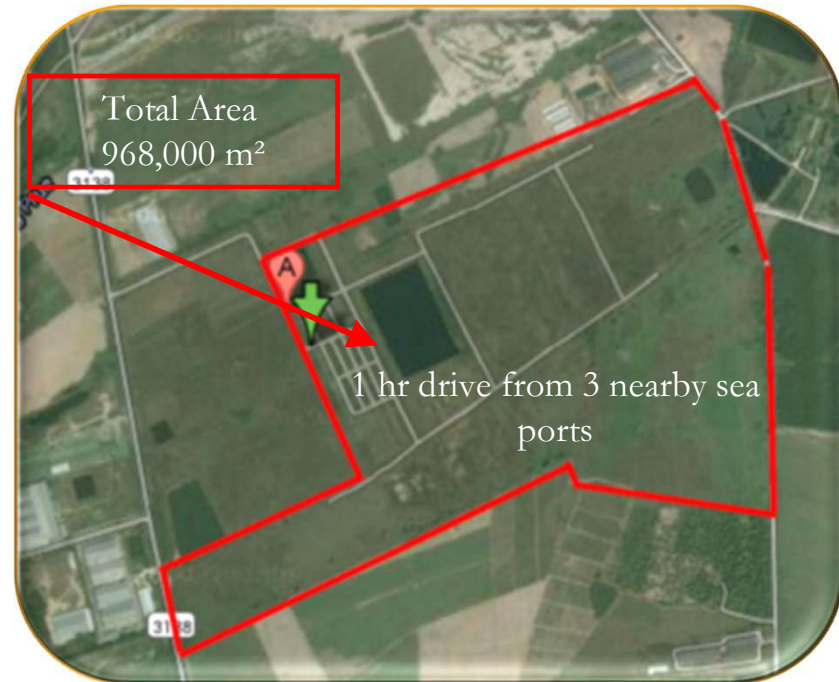 Total Area
968,000 m²
3138
A
1 hr drive from 3 nearby sea
ports
3138